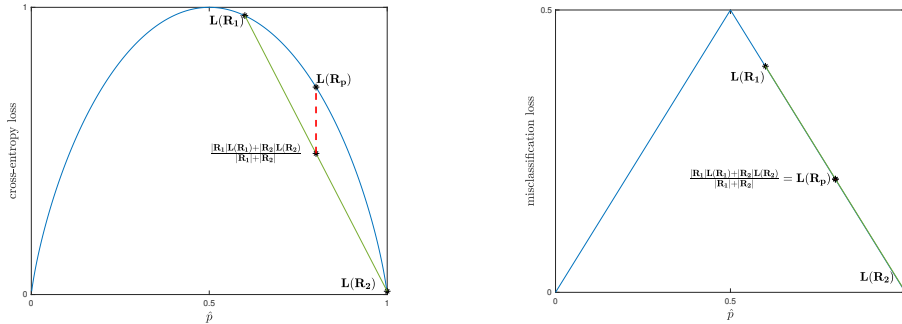 1
L(R₁)
L(Rₚ)
cross-entropy loss
|R₁|L(R₁)+|R₂|L(R₂)
|R₁|+|R₂|
L(R₂)
0
0
0.5
1
p̂
0.5
L(R₁)
misclassification loss
|R₁|L(R₁)+|R₂|L(R₂)
|R₁|+|R₂|
= L(Rₚ)
L(R₂)
0
0
0.5
p̂